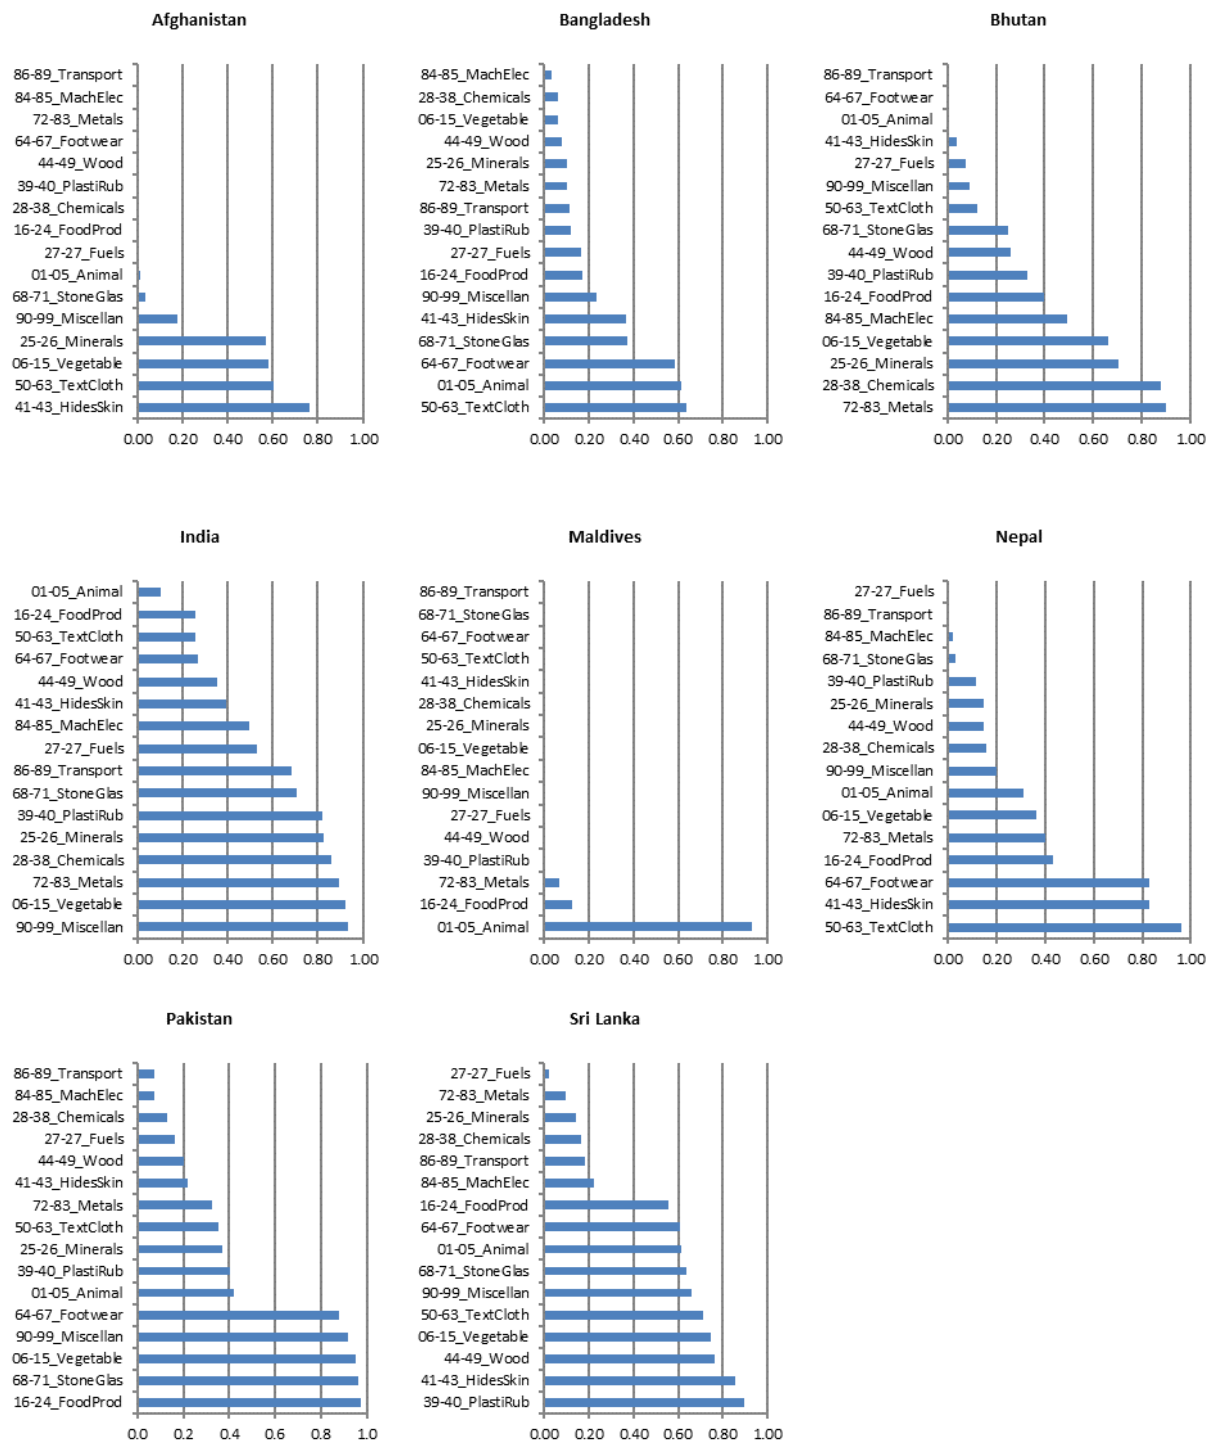 Afghanistan
86-89_Transport
84-85_MachElec
72-83_Metals
64-67_Footwear
44-49_Wood
39-40_PlastiRub
28-38_Chemicals
16-24_FoodProd
27-27_Fuels
01-05_Animal
68-71_StoneGlas
90-99_Miscellan
25-26_Minerals
06-15_Vegetable
50-63_TextCloth
41-43_HidesSkin
0.00 0.20 0.40 0.60 0.80 1.00
Bangladesh
84-85_MachElec
28-38_Chemicals
06-15_Vegetable
44-49_Wood
25-26_Minerals
72-83_Metals
86-89_Transport
39-40_PlastiRub
27-27_Fuels
16-24_FoodProd
90-99_Miscellan
41-43_HidesSkin
68-71_StoneGlas
64-67_Footwear
01-05_Animal
50-63_TextCloth
0.00 0.20 0.40 0.60 0.80 1.00
Bhutan
86-89_Transport
64-67_Footwear
01-05_Animal
41-43_HidesSkin
27-27_Fuels
90-99_Miscellan
50-63_TextCloth
68-71_StoneGlas
44-49_Wood
39-40_PlastiRub
16-24_FoodProd
84-85_MachElec
06-15_Vegetable
25-26_Minerals
28-38_Chemicals
72-83_Metals
0.00 0.20 0.40 0.60 0.80 1.00
India
01-05_Animal
16-24_FoodProd
50-63_TextCloth
64-67_Footwear
44-49_Wood
41-43_HidesSkin
84-85_MachElec
27-27_Fuels
86-89_Transport
68-71_StoneGlas
39-40_PlastiRub
25-26_Minerals
28-38_Chemicals
72-83_Metals
06-15_Vegetable
90-99_Miscellan
0.00 0.20 0.40 0.60 0.80 1.00
Maldives
86-89_Transport
68-71_StoneGlas
64-67_Footwear
50-63_TextCloth
41-43_HidesSkin
28-38_Chemicals
25-26_Minerals
06-15_Vegetable
84-85_MachElec
90-99_Miscellan
27-27_Fuels
44-49_Wood
39-40_PlastiRub
72-83_Metals
16-24_FoodProd
01-05_Animal
0.00 0.20 0.40 0.60 0.80 1.00
Nepal
27-27_Fuels
86-89_Transport
84-85_MachElec
68-71_StoneGlas
39-40_PlastiRub
25-26_Minerals
44-49_Wood
28-38_Chemicals
90-99_Miscellan
01-05_Animal
06-15_Vegetable
72-83_Metals
16-24_FoodProd
64-67_Footwear
41-43_HidesSkin
50-63_TextCloth
0.00 0.20 0.40 0.60 0.80 1.00
Pakistan
86-89_Transport
84-85_MachElec
28-38_Chemicals
27-27_Fuels
44-49_Wood
41-43_HidesSkin
72-83_Metals
50-63_TextCloth
25-26_Minerals
39-40_PlastiRub
01-05_Animal
64-67_Footwear
90-99_Miscellan
06-15_Vegetable
68-71_StoneGlas
16-24_FoodProd
0.0 0.2 0.4 0.6 0.8 1.0
Sri Lanka
27-27_Fuels
72-83_Metals
25-26_Minerals
28-38_Chemicals
86-89_Transport
84-85_MachElec
16-24_FoodProd
64-67_Footwear
01-05_Animal
68-71_StoneGlas
90-99_Miscellan
50-63_TextCloth
06-15_Vegetable
44-49_Wood
41-43_HidesSkin
39-40_PlastiRub
0.00 0.20 0.40 0.60 0.80 1.00